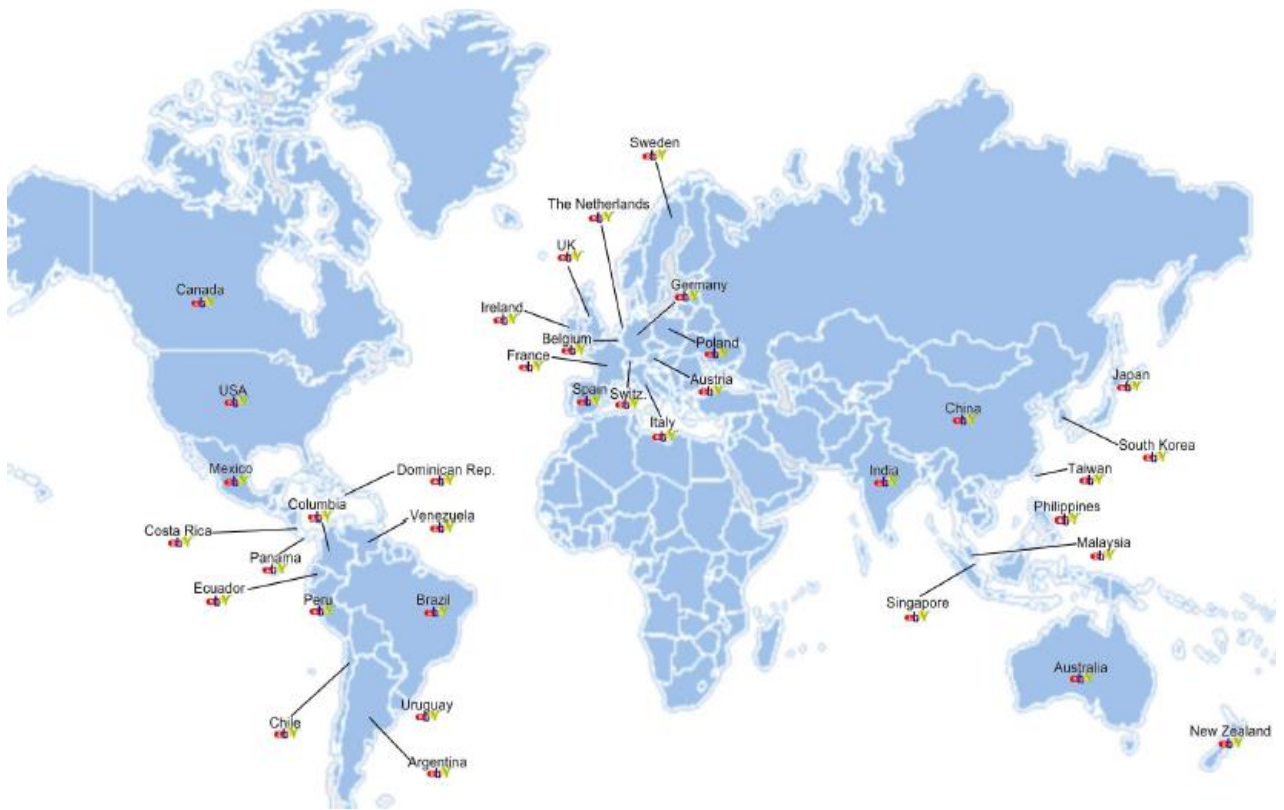 Sweden
The Netherlands
UK
Canada
Germany
Ireland
Belgium
Poland
France
Japan
Austria
USA
Spain
Switz.
China
Italy
South Korea
Mexico
Dominican Rep.
India
Taiwan
Columbia
Venezuela
Philippines
Costa Rica
Malaysia
Panama
Ecuador
Peru
Brazil
Singapore
Australia
Uruguay
Chile
New Zealand
Argentina